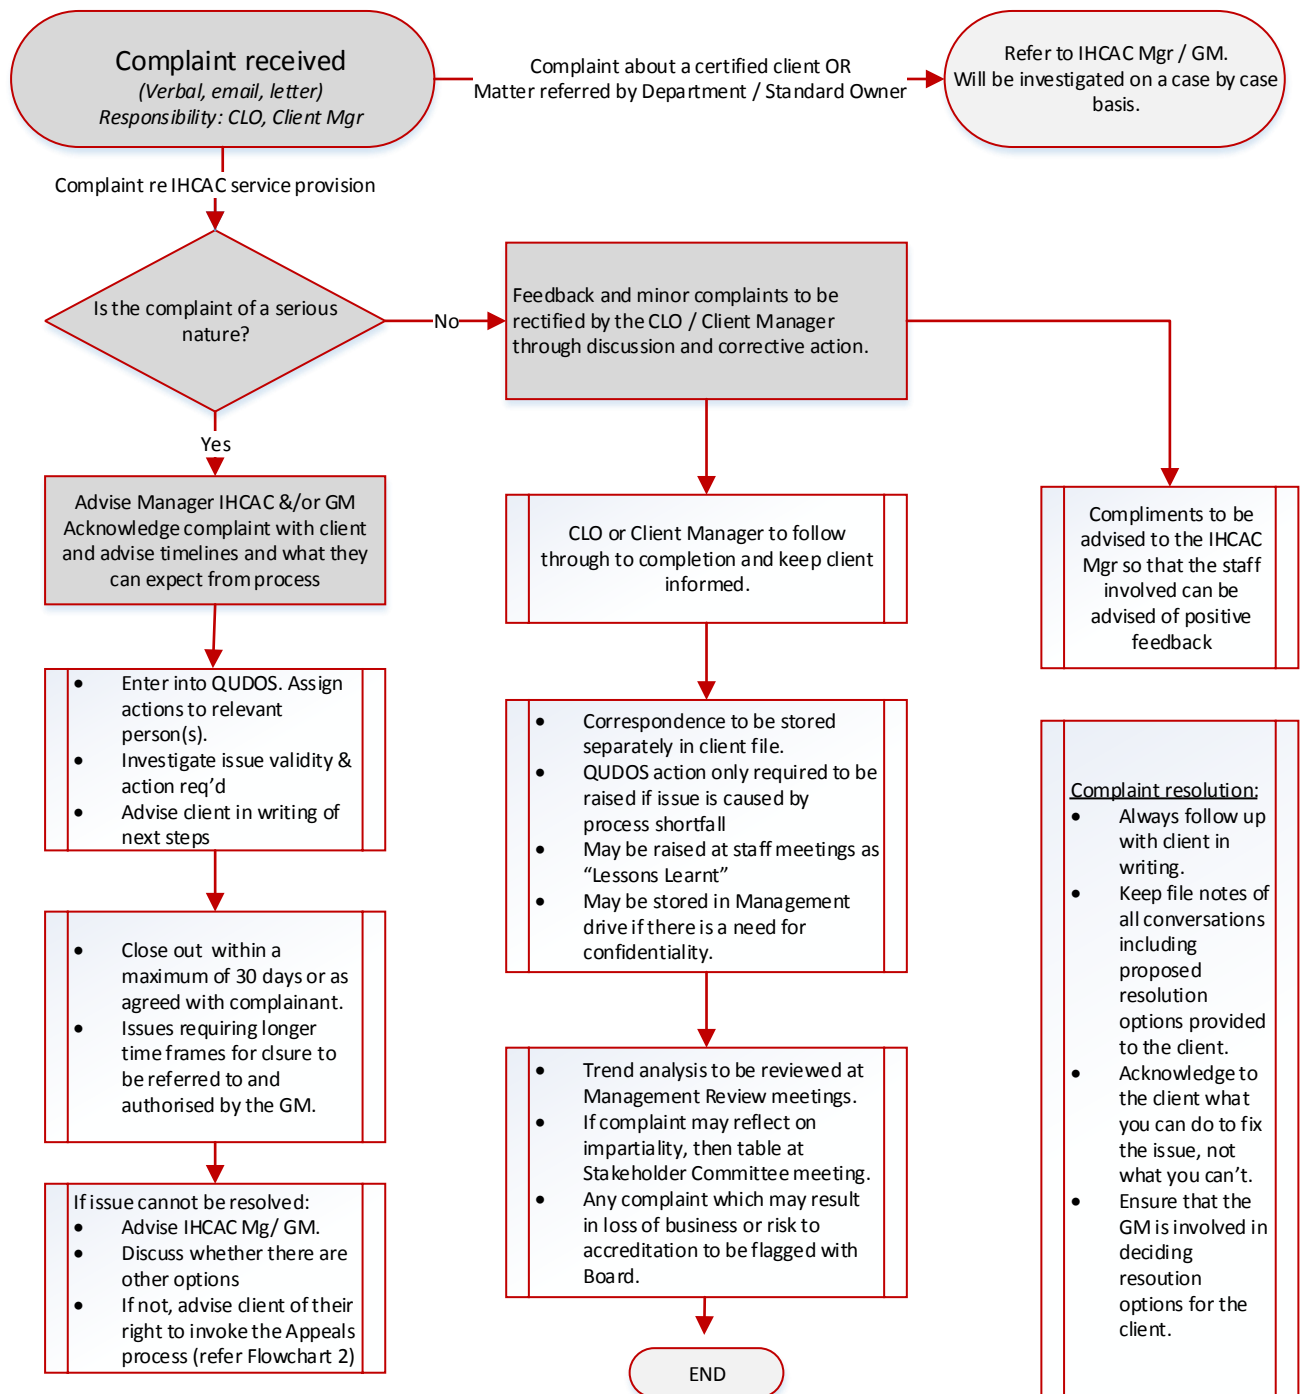 Complaint received
(Verbal, email, letter)
Responsibility: CLO, Client Mgr
Complaint about a certified client OR
Matter referred by Department / Standard Owner
Refer to IHCAC Mgr / GM.
Will be investigated on a case by case
basis.
Complaint re IHCAC service provision
Is the complaint of a serious
nature?
No
Feedback and minor complaints to be
rectified by the CLO / Client Manager
through discussion and corrective action.
Yes
Advise Manager IHCAC &/or GM
Acknowledge complaint with client
and advise timelines and what they
can expect from process
• Enter into QUDOS. Assign
actions to relevant
person(s).
• Investigate issue validity &
action req'd
• Advise client in writing of
next steps
• Close out within a
maximum of 30 days or as
agreed with complainant.
• Issues requiring longer
time frames for clsure to
be referred to and
authorised by the GM.
If issue cannot be resolved:
• Advise IHCAC Mg/ GM.
• Discuss whether there are
other options
• If not, advise client of their
right to invoke the Appeals
process (refer Flowchart 2)
CLO or Client Manager to follow
through to completion and keep client
informed.
• Correspondence to be stored
separately in client file.
• QUDOS action only required to be
raised if issue is caused by
process shortfall
• May be raised at staff meetings as
“Lessons Learnt”
• May be stored in Management
drive if there is a need for
confidentiality.
• Trend analysis to be reviewed at
Management Review meetings.
• If complaint may reflect on
impartiality, then table at
Stakeholder Committee meeting.
• Any complaint which may result
in loss of business or risk to
accreditation to be flagged with
Board.
END
Compliments to be
advised to the IHCAC
Mgr so that the staff
involved can be
advised of positive
feedback
Complaint resolution:
• Always follow up
with client in
writing.
• Keep file notes of
all conversations
including
proposed
resolution
options provided
to the client.
• Acknowledge to
the client what
you can do to fix
the issue, not
what you can't.
• Ensure that the
GM is involved in
deciding
resoution
options for the
client.